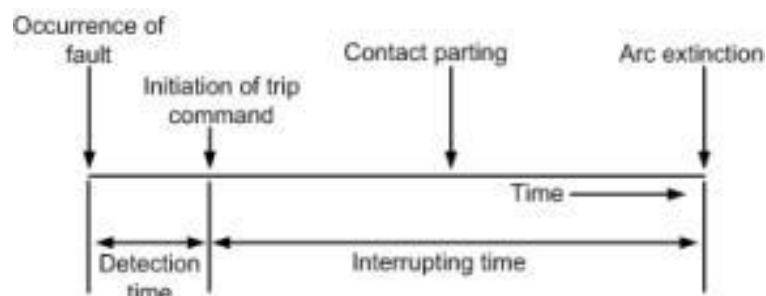 Occurrence of
fault
Contact parting
Arc extinction
Initiation of trip
command
Time
Detection
time
Interrupting time